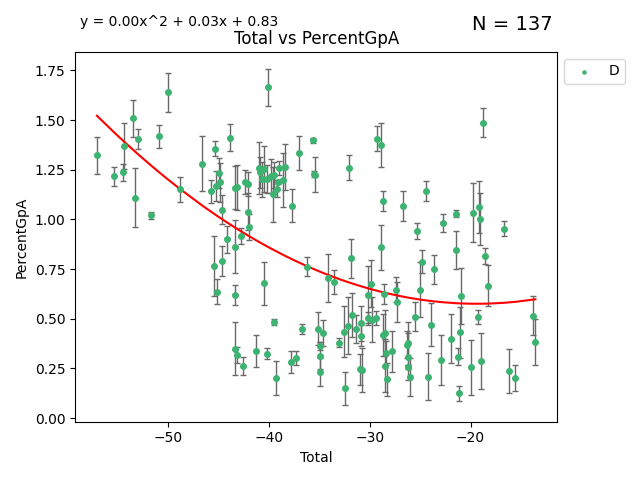 y = 0.00x^2 + 0.03x + 0.83
N = 137
Total vs PercentGpA
D
PercentGpA
1.75
1.50
1.25
1.00
0.75
0.50
0.25
0.00
−50
−40
−30
−20
Total